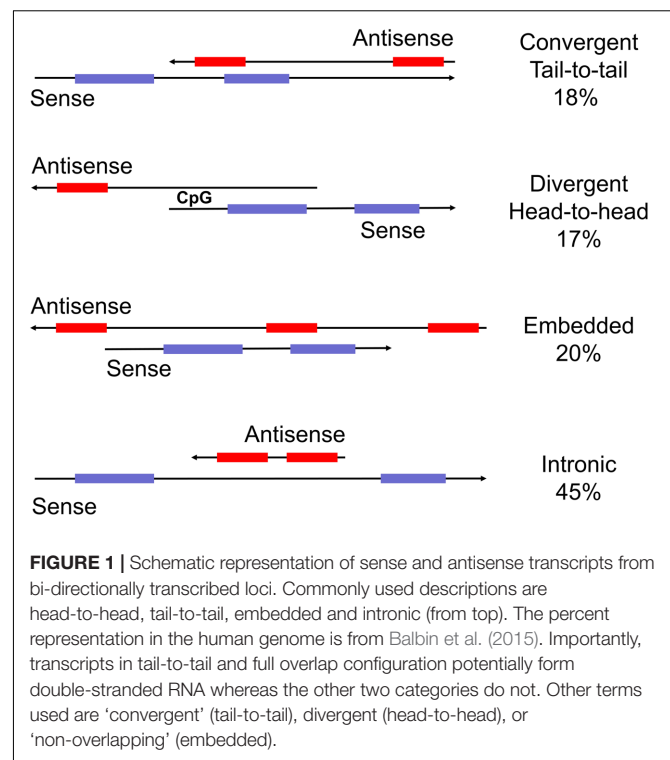 Antisense
Sense
Convergent
Tail-to-tail
18%
Antisense
CpG
Sense
Divergent
Head-to-head
17%
Antisense
Sense
Embedded
20%
Antisense
Sense
Intronic
45%
FIGURE 1 | Schematic representation of sense and antisense transcripts from
bi-directionally transcribed loci. Commonly used descriptions are
head-to-head, tail-to-tail, embedded and intronic (from top). The percent
representation in the human genome is from Balbin et al. (2015). Importantly,
transcripts in tail-to-tail and full overlap configuration potentially form
double-stranded RNA whereas the other two categories do not. Other terms
used are ‘convergent’ (tail-to-tail), divergent (head-to-head), or
‘non-overlapping’ (embedded).